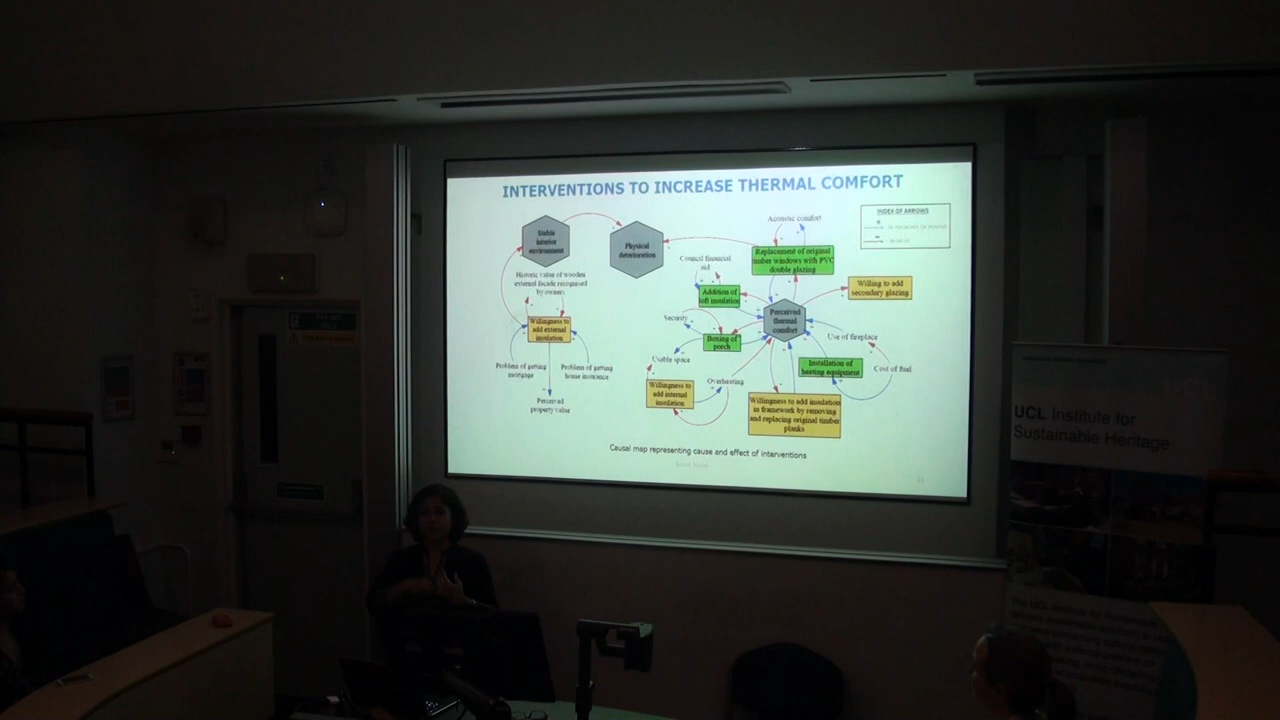 INTERVENTIONS TO INCREASE THERMAL COMFORT
Stable
interior
environment
Physical
deterioration
Acoustic comfort
INDEX OF ARROWS
Replacement of original
timber windows with PVC
double glazing
Council financial
aid
Historic value of wooden
external facade recognised
by owners
Addition of
loft insulation
Willing to add
secondary glazing
Perceived
thermal
comfort
Security
Willingness to
add external
insulation
Boxing of
porch
Use of fireplace
Usable space
Installation of
heating equipment
Cost of fuel
Problem of getting
mortgage
Problem of getting
home insurance
Overheating
Willingness to
add internal
insulation
Willingness to add insulation
in framework by removing
and replacing original timber
planks
Perceived
property value
Causal map representing cause and effect of interventions
UCL Institute for
Sustainable Heritage